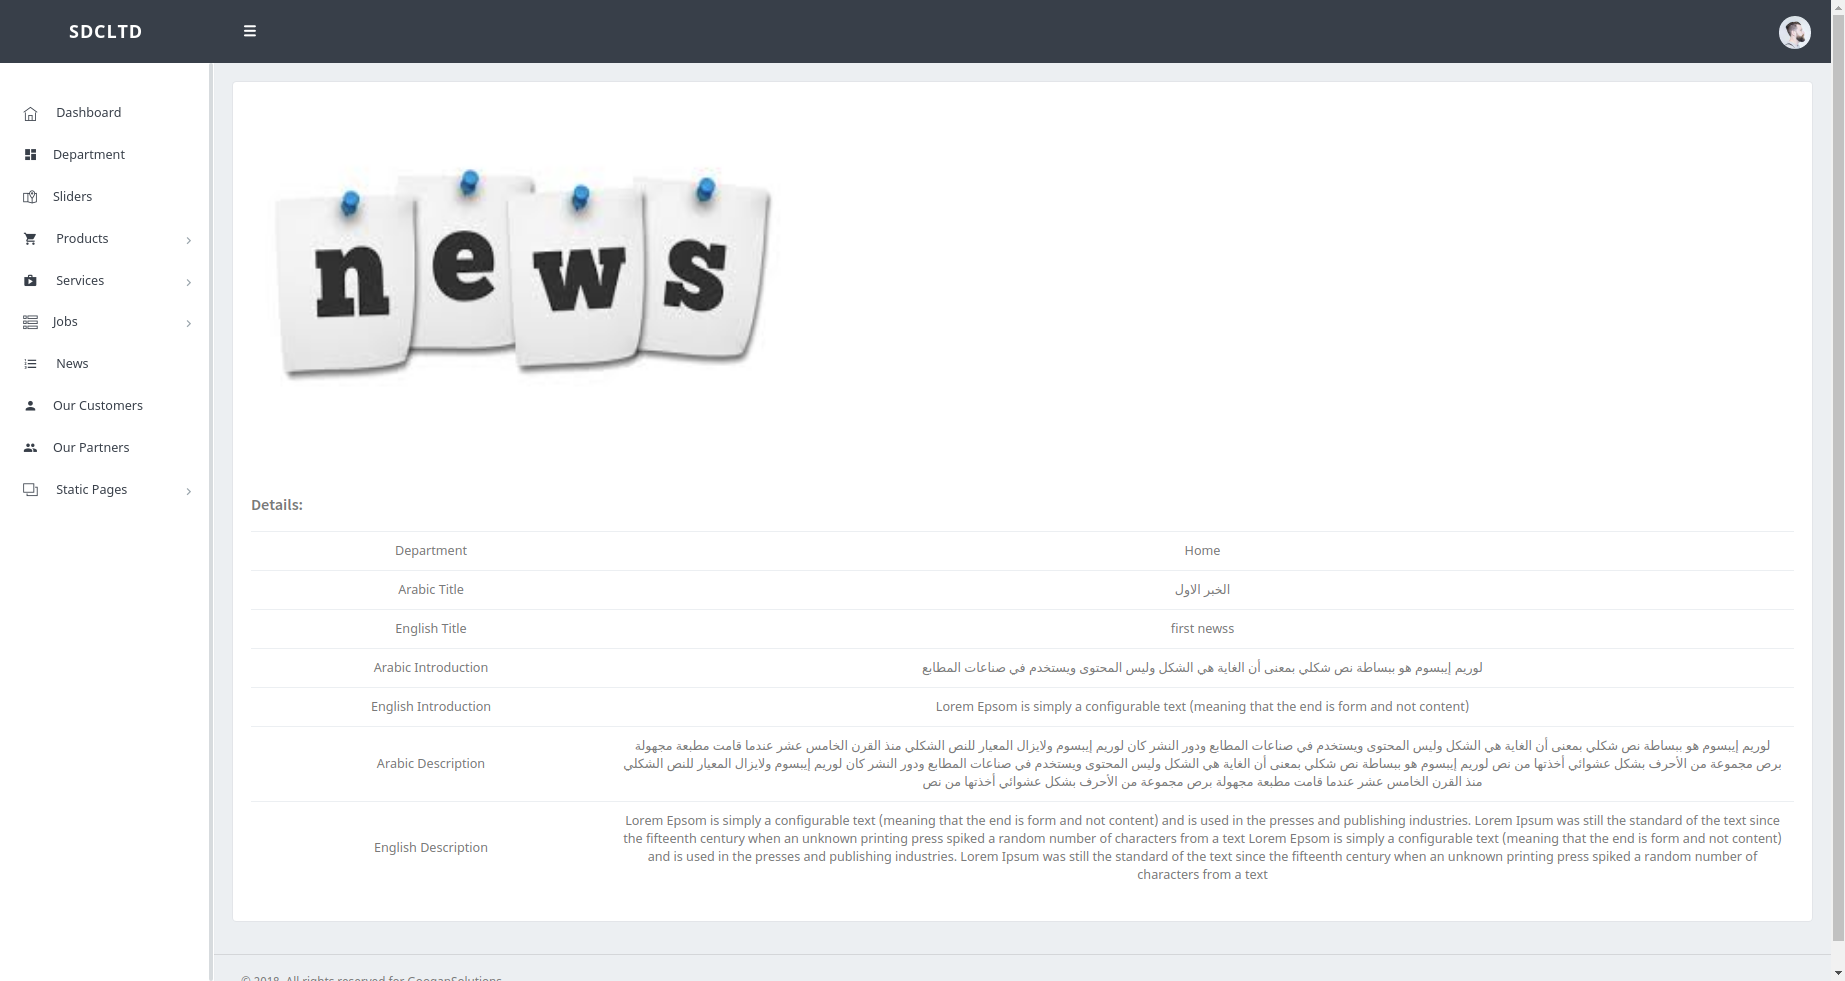 SDCLTD
Dashboard
Department
Sliders
Products
Services
Jobs
News
Our Customers
Our Partners
Static Pages
news
Details:
Department
Home
Arabic Title
الخبر الاول
English Title
first newss
Arabic Introduction
لوريم إيبسوم هو ببساطة نص شكلي بمعنى أن الغاية هي الشكل وليس المحتوى ويستخدم في صناعات المطابع
English Introduction
Lorem Epsom is simply a configurable text (meaning that the end is form and not content)
Arabic Description
لوريم إيبسوم هو ببساطة نص شكلي بمعنى أن الغاية هي الشكل وليس المحتوى ويستخدم في صناعات المطابع ودور النشر كان لوريم إيبسوم ولايزال المعيار للنص الشكلي منذ القرن الخامس عشر عندما قامت مطبعة مجهولة
برص مجموعة من الأحرف بشكل عشوائي أخذتها من نص لوريم إيبسوم هو ببساطة نص شكلي بمعنى أن الغاية هي الشكل وليس المحتوى ويستخدم في صناعات المطابع ودور النشر كان لوريم إيبسوم ولايزال المعيار للنص الشكلي
منذ القرن الخامس عشر عندما قامت مطبعة مجهولة برص مجموعة من الأحرف بشكل عشوائي أخذتها من نص
English Description
Lorem Epsom is simply a configurable text (meaning that the end is form and not content) and is used in the presses and publishing industries. Lorem Ipsum was still the standard of the text since
the fifteenth century when an unknown printing press spiked a random number of characters from a text Lorem Epsom is simply a configurable text (meaning that the end is form and not content)
and is used in the presses and publishing industries. Lorem Ipsum was still the standard of the text since the fifteenth century when an unknown printing press spiked a random number of
characters from a text
© 2018. All rights reserved for